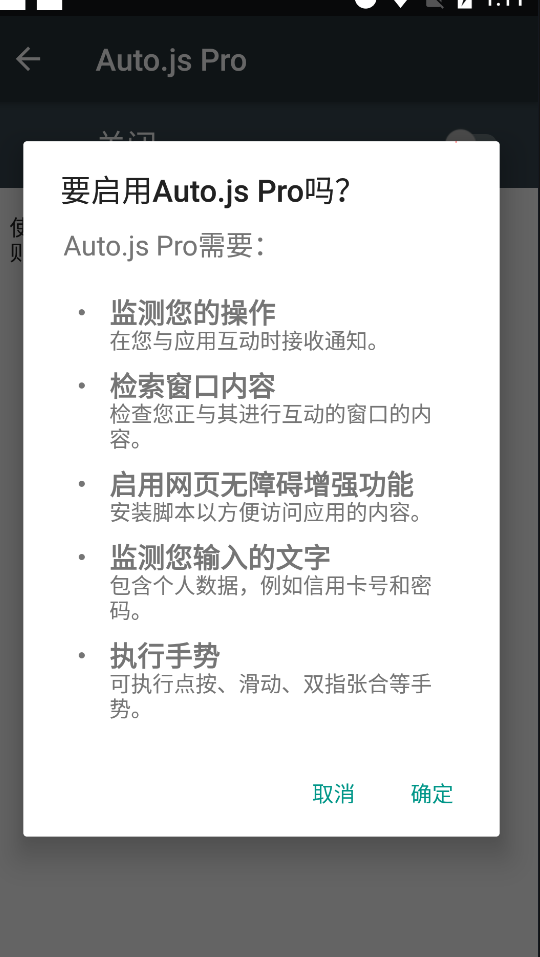 Auto.js Pro
关闭
要启用Auto.js Pro吗？
Auto.js Pro需要：
• 监测您的操作
在您与应用互动时接收通知。
• 检索窗口内容
检查您正与其进行互动的窗口的内
容。
• 启用网页无障碍增强功能
安装脚本以方便访问应用的内容。
• 监测您输入的文字
包含个人数据，例如信用卡号和密
码。
• 执行手势
可执行点按、滑动、双指张合等手
势。
取消 确定